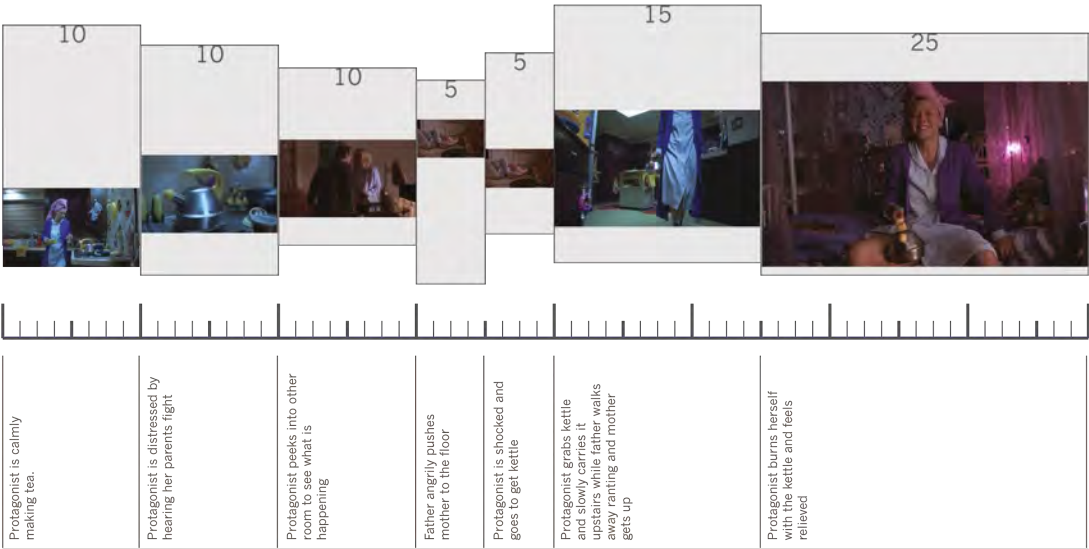 10
10
10
5
5
15
25
Protagonist is calmly
making tea.
Protagonist is distressed by
hearing her parents fight
Protagonist peeks into other
room to see what is
happening
Father angrily pushes
mother to the floor
Protagonist is shocked and
goes to get kettle
Protagonist grabs kettle
and slowly carries it
upstairs while father walks
away ranting and mother
gets up
Protagonist burns herself
with the kettle and feels
relieved